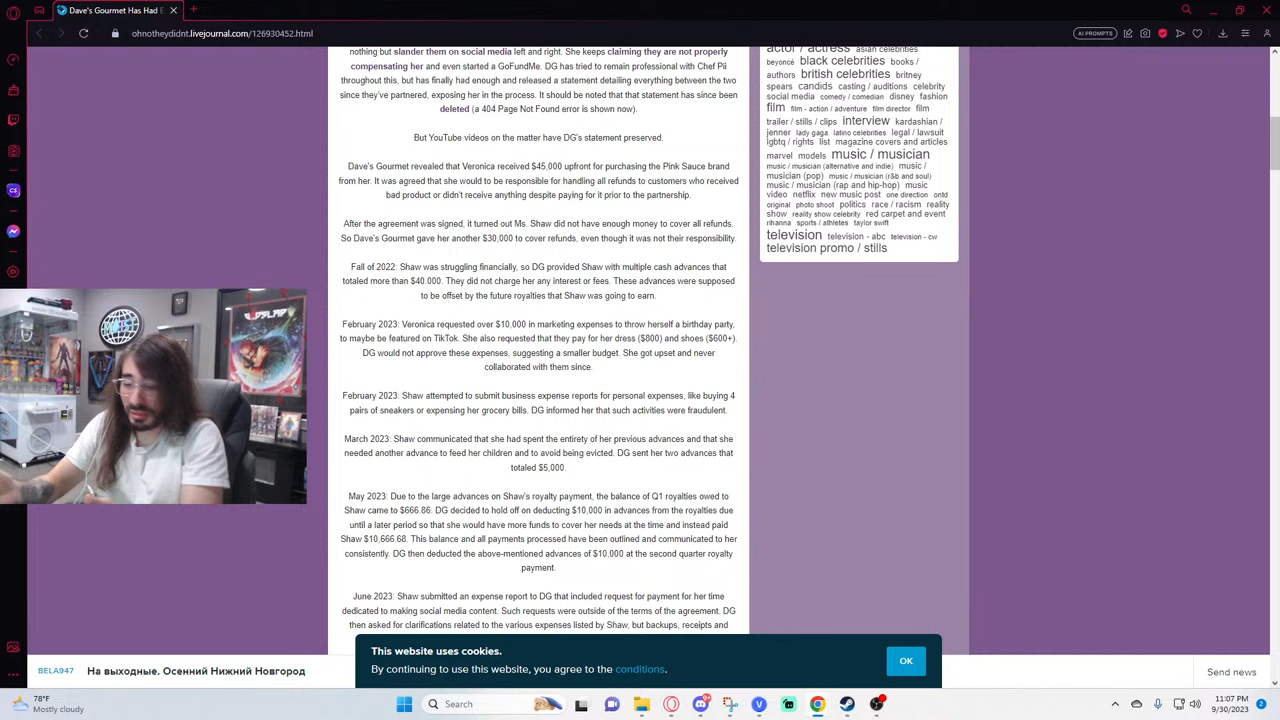 Dave's Gourmet Has Had E
ohnotheydidnt.livejournal.com/126930452.html
AI PROMPTS
nothing but slander them on social media left and right. She keeps claiming they are not properly
compensating her and even started a GoFundMe. DG has tried to remain professional with Chef Pii
throughout this, but has finally had enough and released a statement detailing everything between the two
since they've partnered, exposing her in the process. It should be noted that that statement has since been
deleted (a 404 Page Not Found error is shown now).
But YouTube videos on the matter have DG's statement preserved.
Dave's Gourmet revealed that Veronica received $45,000 upfront for purchasing the Pink Sauce brand
from her. It was agreed that she would be responsible for handling all refunds to customers who received
bad product or didn't receive anything despite paying for it prior to the partnership.
After the agreement was signed, it turned out Ms. Shaw did not have enough money to cover all refunds.
So Dave's Gourmet gave her another $30,000 to cover refunds, even though it was not their responsibility.
Fall of 2022: Shaw was struggling financially, so DG provided Shaw with multiple cash advances that
totaled more than $40.000. They did not charge her any interest or fees. These advances were supposed
to be offset by the future royalties that Shaw was going to earn.
February 2023: Veronica requested over $10,000 in marketing expenses to throw herself a birthday party,
to maybe be featured on TikTok. She also requested that they pay for her dress ($800) and shoes ($600+).
DG would not approve these expenses, suggesting a smaller budget. She got upset and never
collaborated with them since.
February 2023: Shaw attempted to submit business expense reports for personal expenses, like buying 4
pairs of sneakers or expensing her grocery bills. DG informed her that such activities were fraudulent.
March 2023: Shaw communicated that she had spent the entirety of her previous advances and that she
needed another advance to feed her children and to avoid being evicted. DG sent her two advances that
totaled $5,000.
May 2023: Due to the large advances on Shaw's royalty payment, the balance of Q1 royalties owed to
Shaw came to $666.86. DG decided to hold off on deducting $10,000 in advances from the royalties due
until a later period so that she would have more funds to cover her needs at the time and instead paid
Shaw $10,666.68. This balance and all payments processed have been outlined and communicated to her
consistently. DG then deducted the above-mentioned advances of $10,000 at the second quarter royalty
payment.
June 2023: Shaw submitted an expense report to DG that included request for payment for her time
dedicated to making social media content. Such requests were outside of the terms of the agreement. DG
then asked for clarifications related to the various expenses listed by Shaw, but backups, receipts and
actor / actress asian celebrities
beyoncé black celebrities books /
authors british celebrities britney
spears candids casting / auditions celebrity
social media comedy / comedian disney fashion
film film - action / adventure film director film
trailer / stills / clips interview kardashian /
jenner lady gaga latino celebrities legal / lawsuit
lgbtq / rights list magazine covers and articles
marvel models music / musician
music / musician (alternative and indie) music /
musician (pop) music / musician (r&b and soul)
music / musician (rap and hip-hop) music
video netflix new music post one direction ontd
original photo shoot politics race / racism reality
show reality show celebrity red carpet and event
rihanna sports / athletes taylor swift
television television - abc television - cw
television promo / stills
This website uses cookies.
By continuing to use this website, you agree to the conditions.
OK
BELA947 На выходные. Осенний Нижний Новгород
Send news
78°F
Mostly cloudy
Search
9+
11:07 PM
9/30/2023
2